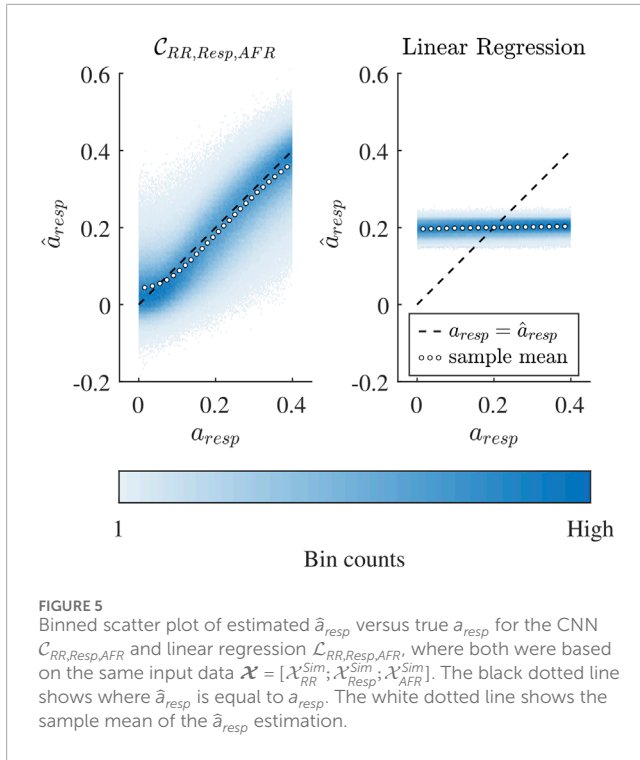 𝒞_{RR,Resp,AFR}
Linear Regression
0.6
0.4
0.2
0
-0.2
â_{resp}
0
0.2
0.4
a_{resp}
0.6
0.4
0.2
0
-0.2
â_{resp}
a_{resp} = â_{resp}
sample mean
0
0.2
0.4
a_{resp}
1
High
Bin counts
FIGURE 5
Binned scatter plot of estimated â_{resp} versus true a_{resp} for the CNN
𝒞_{RR,Resp,AFR} and linear regression ℒ_{RR,Resp,AFR}, where both were based
on the same input data 𝓧 = [𝒳_{RR}^{Sim}; 𝒳_{Resp}^{Sim}; 𝒳_{AFR}^{Sim}]. The black dotted line
shows where â_{resp} is equal to a_{resp}. The white dotted line shows the
sample mean of the â_{resp} estimation.